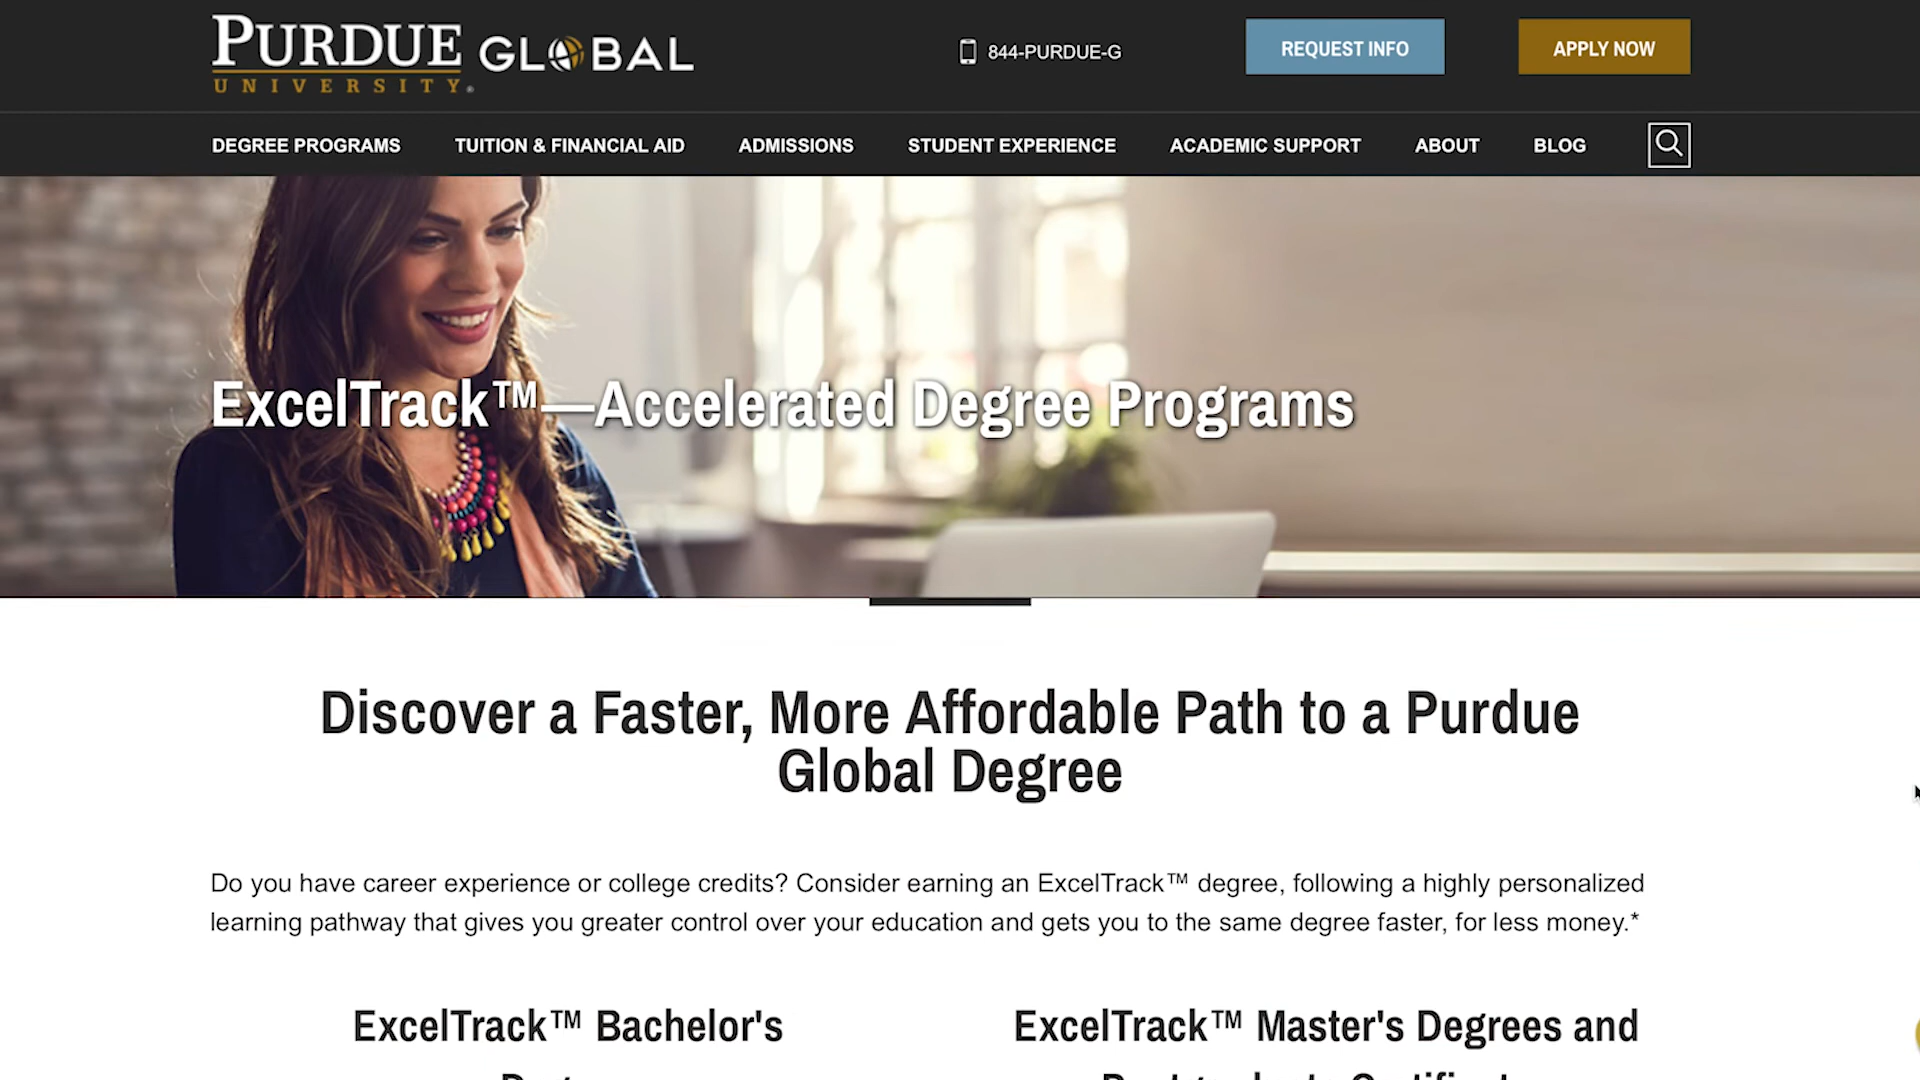 PURDUE GLOBAL
UNIVERSITY®
844-PURDUE-G
REQUEST INFO
APPLY NOW
DEGREE PROGRAMS
TUITION & FINANCIAL AID
ADMISSIONS
STUDENT EXPERIENCE
ACADEMIC SUPPORT
ABOUT
BLOG
ExcelTrack™—Accelerated Degree Programs
Discover a Faster, More Affordable Path to a Purdue
Global Degree
Do you have career experience or college credits? Consider earning an ExcelTrack™ degree, following a highly personalized
learning pathway that gives you greater control over your education and gets you to the same degree faster, for less money.*
ExcelTrack™ Bachelor's
ExcelTrack™ Master's Degrees and